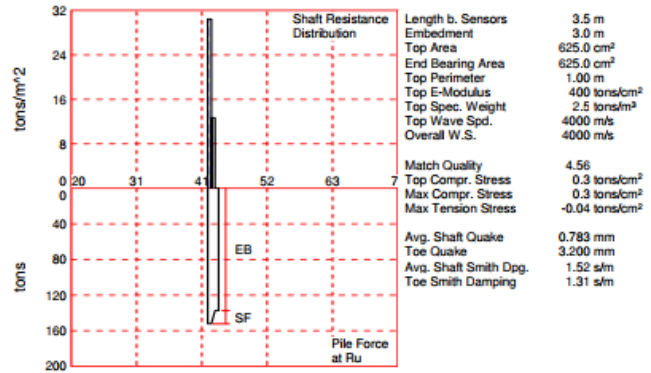 32
24
16
8
0
tons/m^2
Shaft Resistance
Distribution
20 31 41 52 63 7
0
40
80
120
160
200
tons
EB
SF
Pile Force
at Ru
Length b. Sensors 3.5 m
Embedment 3.0 m
Top Area 625.0 cm²
End Bearing Area 625.0 cm²
Top Perimeter 1.00 m
Top E-Modulus 400 tons/cm²
Top Spec. Weight 2.5 tons/m³
Top Wave Spd. 4000 m/s
Overall W.S. 4000 m/s
Match Quality 4.56
Top Compr. Stress 0.3 tons/cm²
Max Compr. Stress 0.3 tons/cm²
Max Tension Stress -0.04 tons/cm²
Avg. Shaft Quake 0.783 mm
Toe Quake 3.200 mm
Avg. Shaft Smith Dpg. 1.52 s/m
Toe Smith Damping 1.31 s/m